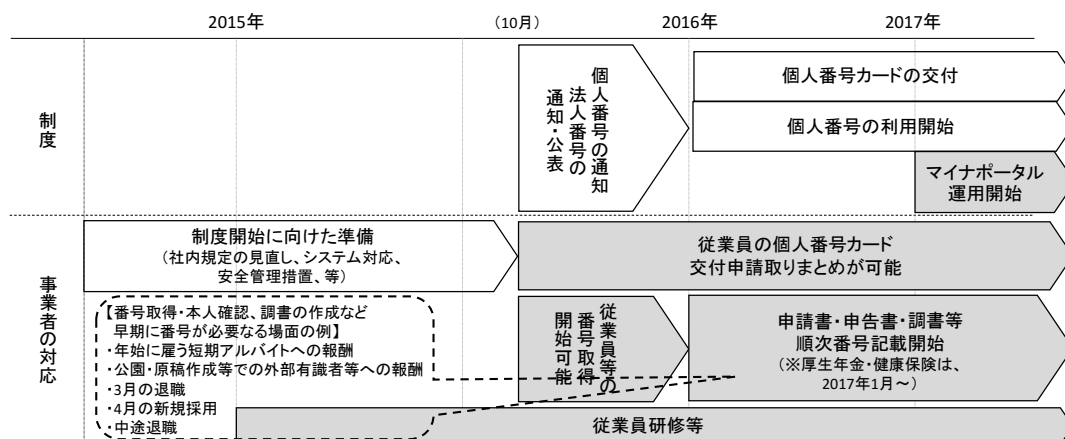 2015年
（10月）
2016年
2017年
制度
個人番号の通知
法人番号の
通知・公表
個人番号カードの交付
個人番号の利用開始
マイナポータル
運用開始
事業者の対応
制度開始に向けた準備
（社内規定の見直し、システム対応、
安全管理措置、等）
従業員の個人番号カード
交付申請取りまとめが可能
【番号取得・本人確認、調書の作成など
早期に番号が必要なる場面の例】
・年始に雇う短期アルバイトへの報酬
・公園・原稿作成等での外部有識者等への報酬
・3月の退職
・4月の新規採用
・中途退職
従業員等の
番号取得
開始可能
申請書・申告書・調書等
順次番号記載開始
（※厚生年金・健康保険は、
2017年1月～）
従業員研修等